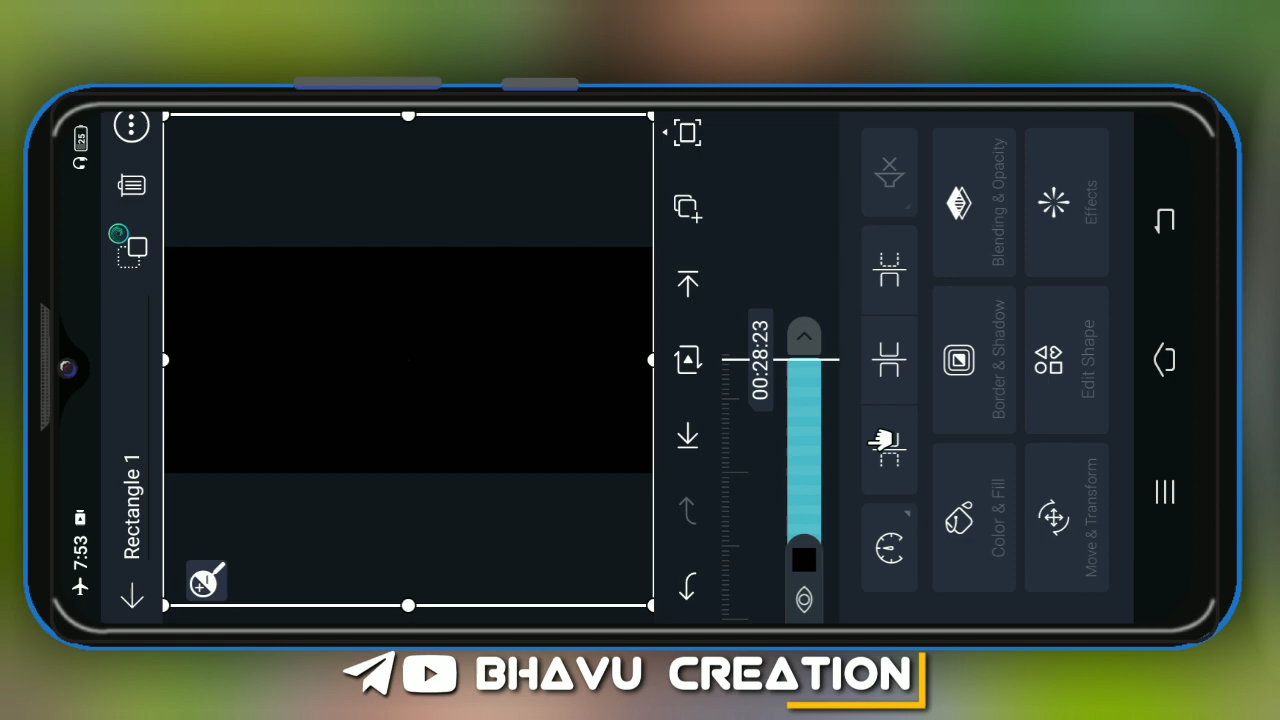 7:53
25
Rectangle 1
00:28:23
Blending & Opacity
Effects
Border & Shadow
Edit Shape
Color & Fill
Move & Transform
BHAVU CREATION